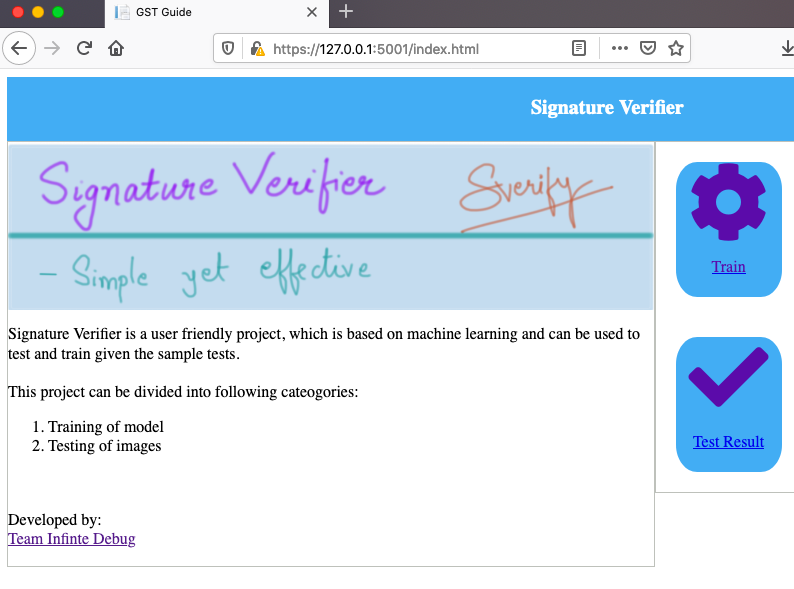 GST Guide
https://127.0.0.1:5001/index.html
Signature Verifier
Signature Verifier Sverify
- Simple yet effective
Train
Signature Verifier is a user friendly project, which is based on machine learning and can be used to
test and train given the sample tests.
This project can be divided into following cateogories:
1. Training of model
2. Testing of images
Test Result
Developed by:
Team Infinte Debug